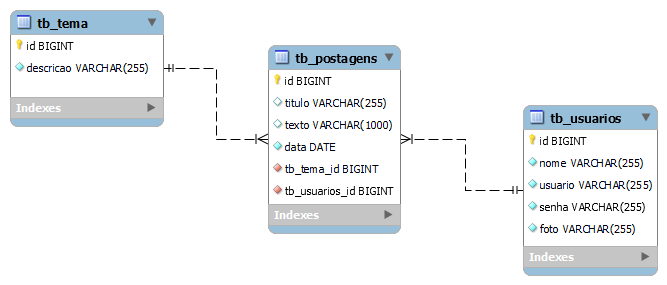 tb_tema
id BIGINT
descricao VARCHAR(255)
Indexes
tb_postagens
id BIGINT
titulo VARCHAR(255)
texto VARCHAR(1000)
data DATE
tb_tema_id BIGINT
tb_usuarios_id BIGINT
Indexes
tb_usuarios
id BIGINT
nome VARCHAR(255)
usuario VARCHAR(255)
senha VARCHAR(255)
foto VARCHAR(255)
Indexes